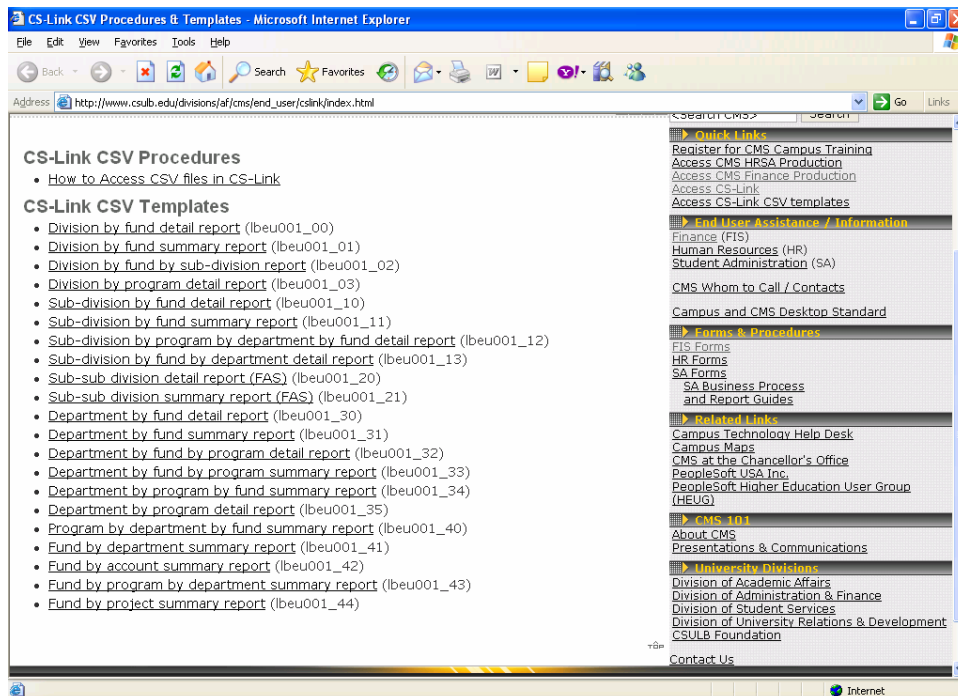 CS-Link CSV Procedures & Templates - Microsoft Internet Explorer
File Edit View Favorites Tools Help
Back Search Favorites
Address http://www.csulb.edu/divisions/af/cms/end_user/cslink/index.html Go Links
<Search CMS> Search
CS-Link CSV Procedures
How to Access CSV files in CS-Link
CS-Link CSV Templates
Division by fund detail report (lbeu001_00)
Division by fund summary report (lbeu001_01)
Division by fund by sub-division report (lbeu001_02)
Division by program detail report (lbeu001_03)
Sub-division by fund detail report (lbeu001_10)
Sub-division by fund summary report (lbeu001_11)
Sub-division by program by department by fund detail report (lbeu001_12)
Sub-division by fund by department detail report (lbeu001_13)
Sub-sub division detail report (FAS) (lbeu001_20)
Sub-sub division summary report (FAS) (lbeu001_21)
Department by fund detail report (lbeu001_30)
Department by fund summary report (lbeu001_31)
Department by fund by program detail report (lbeu001_32)
Department by fund by program summary report (lbeu001_33)
Department by program by fund summary report (lbeu001_34)
Department by program detail report (lbeu001_35)
Program by department by fund summary report (lbeu001_40)
Fund by department summary report (lbeu001_41)
Fund by account summary report (lbeu001_42)
Fund by program by department summary report (lbeu001_43)
Fund by project summary report (lbeu001_44)
TOP
Quick Links
Register for CMS Campus Training
Access CMS HRSA Production
Access CMS Finance Production
Access CS-Link
Access CS-Link CSV templates
End User Assistance / Information
Finance (FIS)
Human Resources (HR)
Student Administration (SA)
CMS Whom to Call / Contacts
Campus and CMS Desktop Standard
Forms & Procedures
FIS Forms
HR Forms
SA Forms
SA Business Process
and Report Guides
Related Links
Campus Technology Help Desk
Campus Maps
CMS at the Chancellor's Office
PeopleSoft USA Inc.
PeopleSoft Higher Education User Group
(HEUG)
CMS 101
About CMS
Presentations & Communications
University Divisions
Division of Academic Affairs
Division of Administration & Finance
Division of Student Services
Division of University Relations & Development
CSULB Foundation
Contact Us
Internet